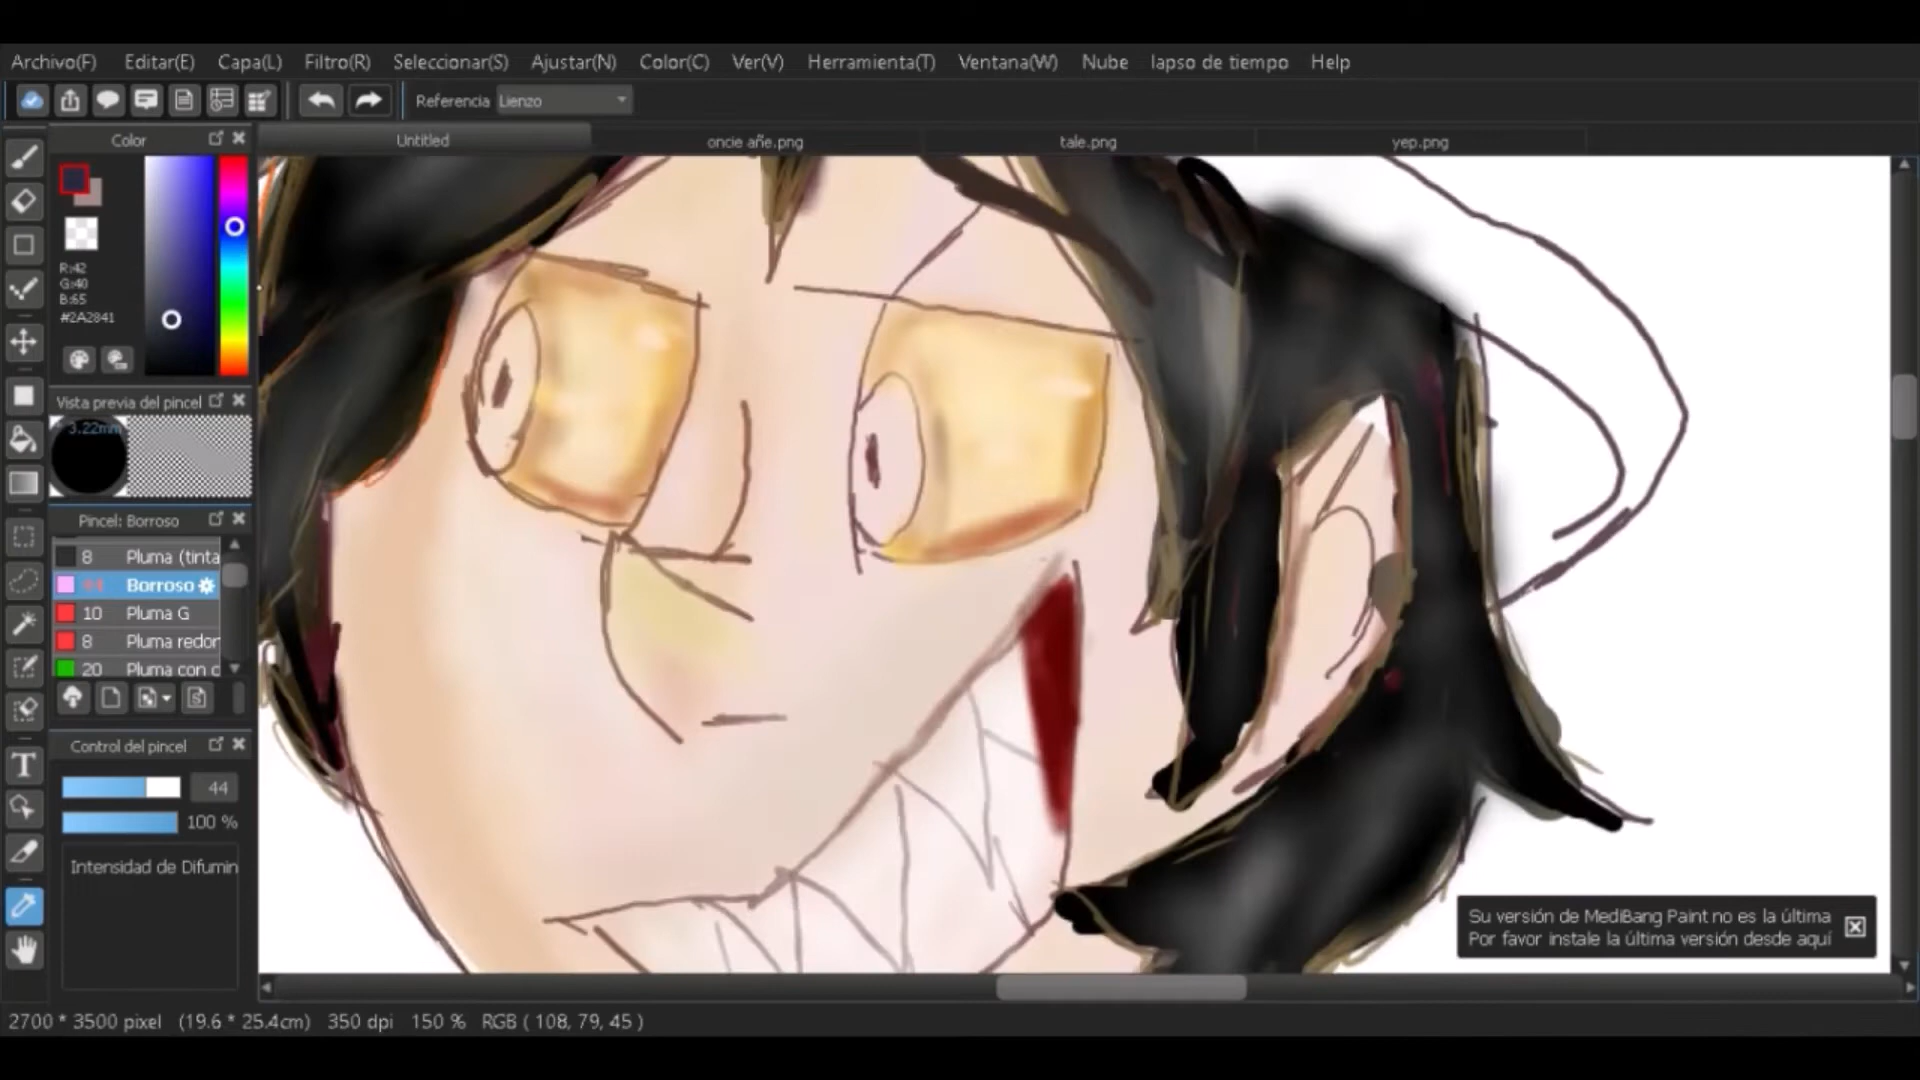 Archivo(F) Editar(E) Capa(L) Filtro(R) Seleccionar(S) Ajustar(N) Color(C) Ver(V) Herramienta(T) Ventana(W) Nube lapso de tiempo Help
Referencia Lienzo
Color
Untitled oncie añe.png tale.png yep.png
R:42
G:40
B:65
#2A2841
Vista previa del pincel
3.22mm
Pincel: Borroso
8 Pluma (tinta
Borroso
10 Pluma G
8 Pluma redor
20 Pluma con c
Control del pincel
44
100 %
Intensidad de Difumin
Su versión de MediBang Paint no es la última
Por favor instale la última versión desde aquí
2700 * 3500 pixel (19.6 * 25.4cm) 350 dpi 150 % RGB ( 108, 79, 45 )